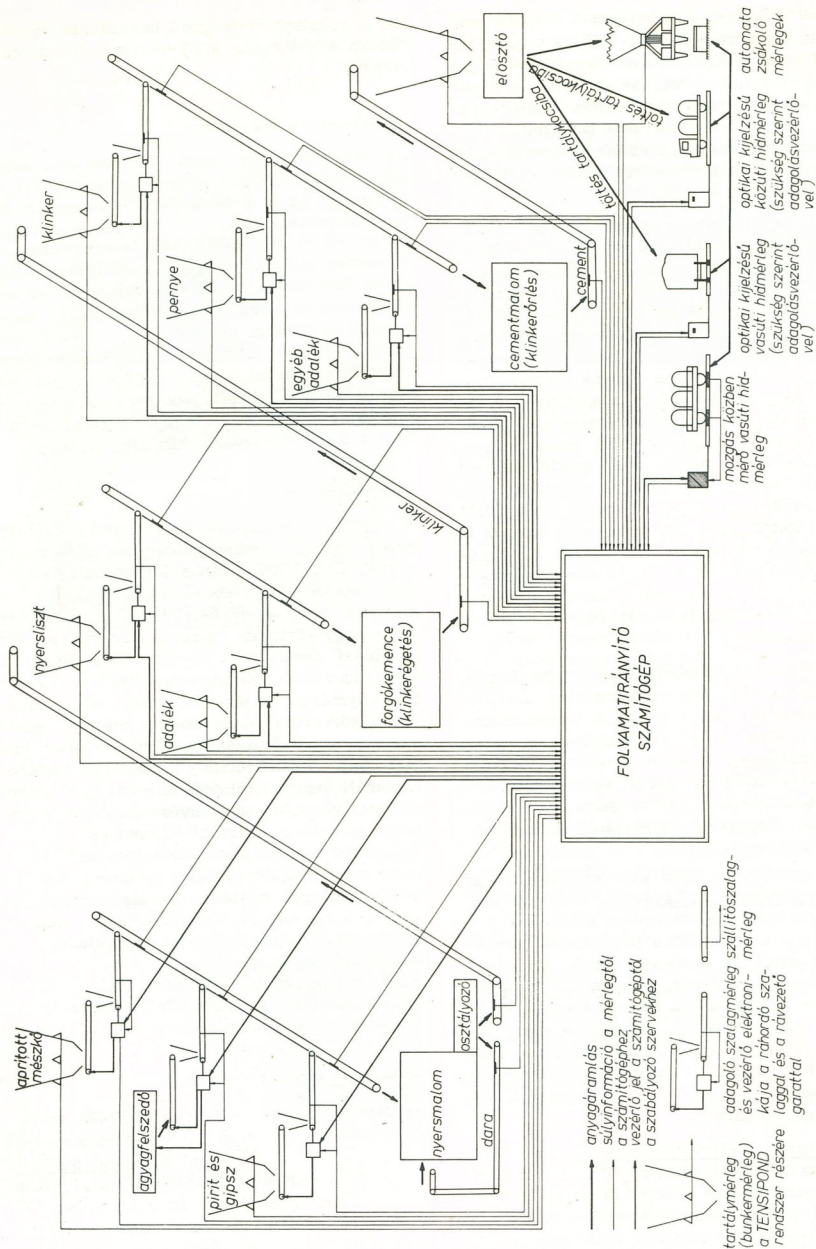 aprított
mészkő
agyagfelszedő
pirit és
gipsz
nyersmalom
osztályozó
dara
nyersliszt
adalék
forgókemence
(klinkerégetés)
klinker
klinker
pernye
egyéb
adalék
cementmalom
(klinkerőrlés)
cement
elosztó
töltés tartálykocsiba
töltés tartálykocsiba
FOLYAMATIRÁNYÍTÓ
SZÁMÍTÓGÉP
mozgás közben
mérő vasúti híd-
mérleg
optikai kijelzésű
vasúti hídmérleg
(szükség szerint
adagolásvezérlő-
vel)
optikai kijelzésű
közúti hídmérleg
(szükség szerint
adagolásvezérlő-
vel)
automata
zsákoló
mérlegek
anyagáramlás
súlyinformáció a mérlegtől
a számítógéphez
vezérlő jel a számítógéptől
a szabályozó szervekhez
tartálymérleg
(bunkermérleg)
a TENSIPOND
rendszer részére
adagoló szalagmérleg
és vezérlő elektroni-
kája a ráhordó sza-
laggal és a rávezető
garattal
szállítószalag-
mérleg